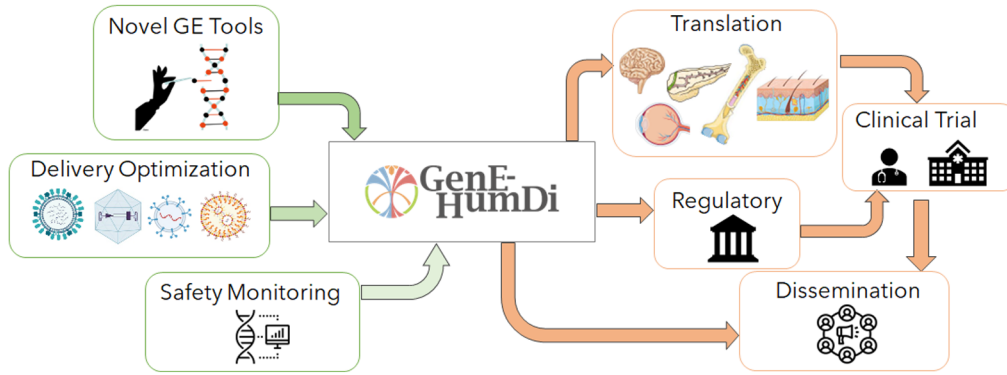 Novel GE Tools
Delivery Optimization
Safety Monitoring
GenE-
HumDi
Translation
Regulatory
Clinical Trial
Dissemination